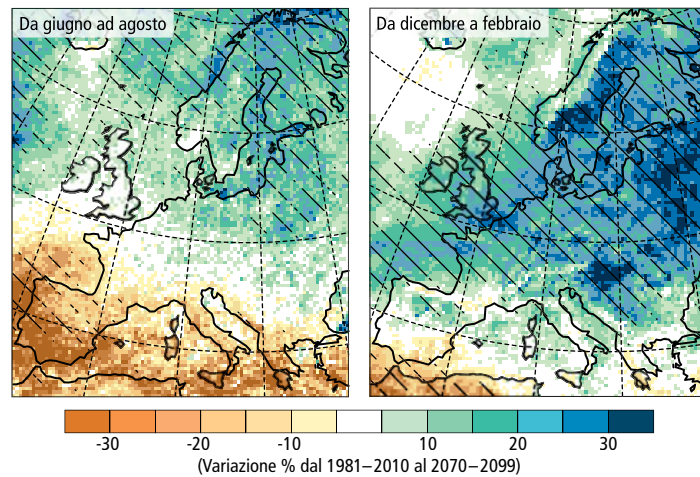 Da giugno ad agosto
Da dicembre a febbraio
-30 -20 -10 10 20 30
(Variazione % dal 1981–2010 al 2070–2099)